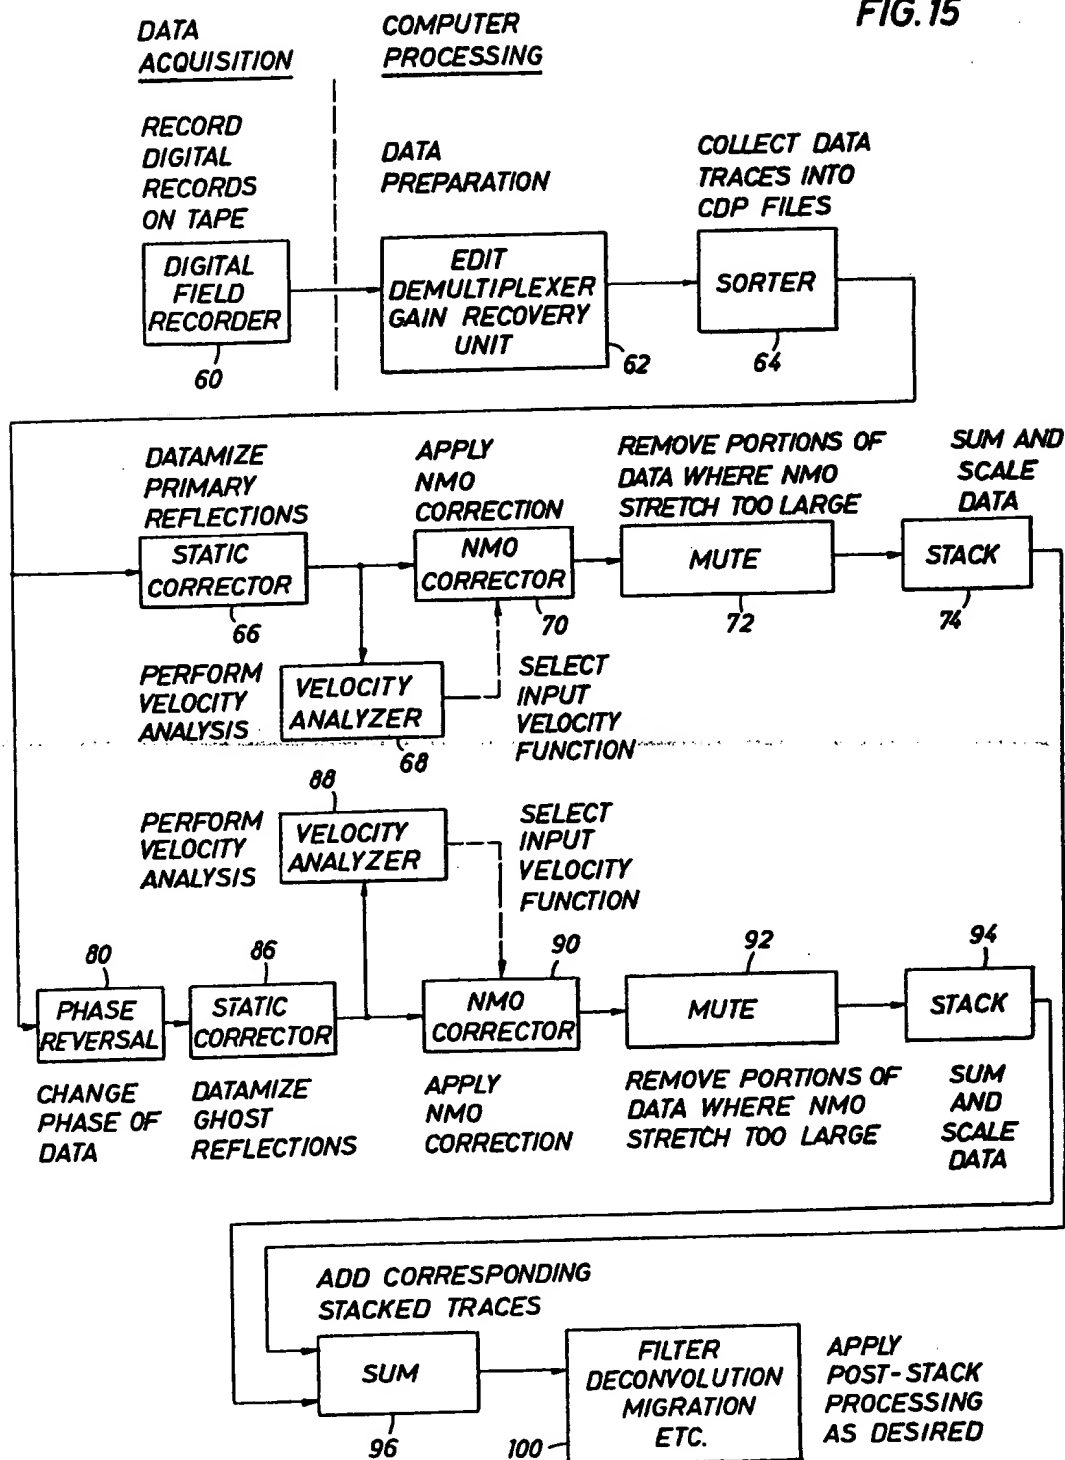 FIG. 15
DATA
ACQUISITION
COMPUTER
PROCESSING
RECORD
DIGITAL
RECORDS
ON TAPE
DATA
PREPARATION
COLLECT DATA
TRACES INTO
CDP FILES
DIGITAL
FIELD
RECORDER
60
EDIT
DEMULTIPLEXER
GAIN RECOVERY
UNIT
62
SORTER
64
DATAMIZE
PRIMARY
REFLECTIONS
APPLY
NMO
CORRECTION
REMOVE PORTIONS OF
DATA WHERE NMO
STRETCH TOO LARGE
SUM AND
SCALE
DATA
STATIC
CORRECTOR
66
NMO
CORRECTOR
70
MUTE
72
STACK
74
PERFORM
VELOCITY
ANALYSIS
VELOCITY
ANALYZER
68
SELECT
INPUT
VELOCITY
FUNCTION
PERFORM
VELOCITY
ANALYSIS
88
VELOCITY
ANALYZER
SELECT
INPUT
VELOCITY
FUNCTION
80
PHASE
REVERSAL
86
STATIC
CORRECTOR
90
NMO
CORRECTOR
92
MUTE
94
STACK
CHANGE
PHASE OF
DATA
DATAMIZE
GHOST
REFLECTIONS
APPLY
NMO
CORRECTION
REMOVE PORTIONS OF
DATA WHERE NMO
STRETCH TOO LARGE
SUM
AND
SCALE
DATA
ADD CORRESPONDING
STACKED TRACES
SUM
96
FILTER
DECONVOLUTION
MIGRATION
ETC.
100
APPLY
POST-STACK
PROCESSING
AS DESIRED